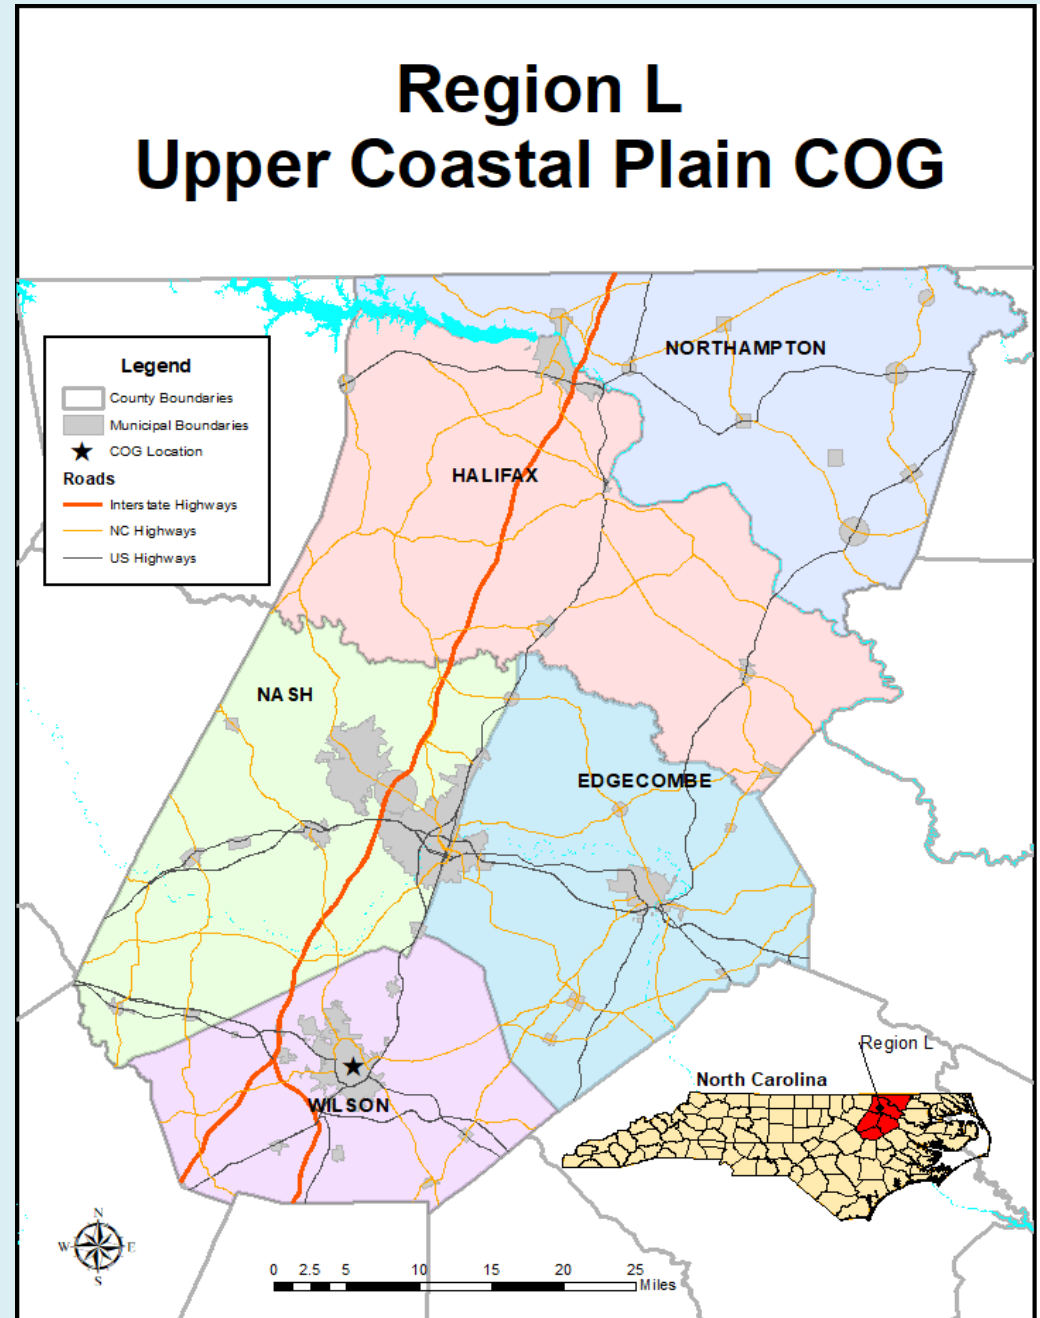 Region L
Upper Coastal Plain COG
NORTHAMPTON
Legend
County Boundaries
Municipal Boundaries
COG Location
Roads
Interstate Highways
NC Highways
US Highways
HALIFAX
NASH
EDGECOMBE
Region L
North Carolina
WILSON
N
W E
S
0 2.5 5 10 15 20 25
Miles